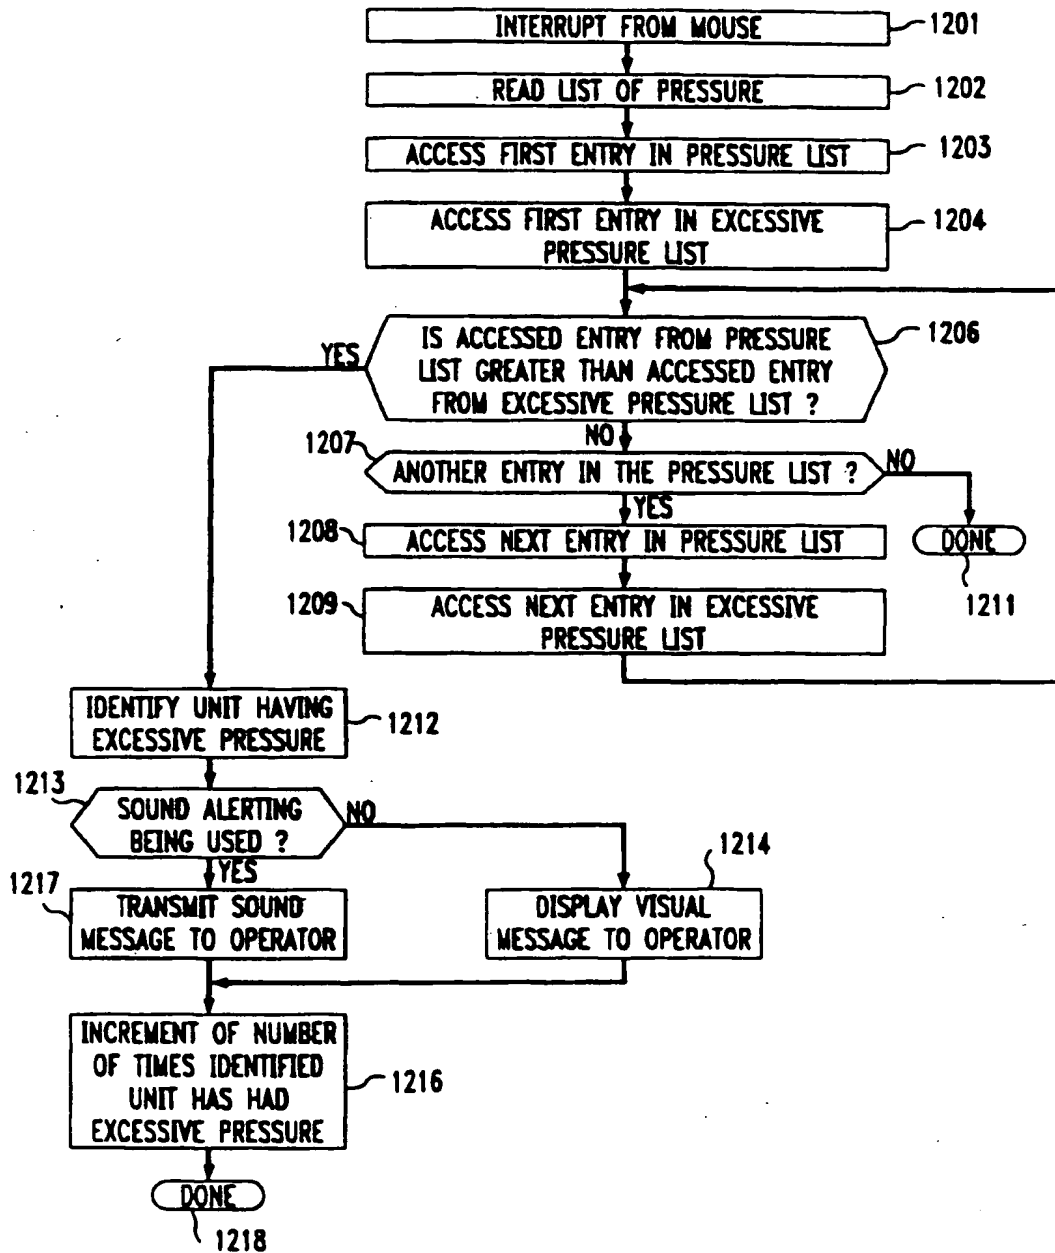 INTERRUPT FROM MOUSE
1201
READ LIST OF PRESSURE
1202
ACCESS FIRST ENTRY IN PRESSURE LIST
1203
ACCESS FIRST ENTRY IN EXCESSIVE
PRESSURE LIST
1204
IS ACCESSED ENTRY FROM PRESSURE
LIST GREATER THAN ACCESSED ENTRY
FROM EXCESSIVE PRESSURE LIST ?
1206
YES
NO
1207
ANOTHER ENTRY IN THE PRESSURE LIST ?
NO
YES
1208
ACCESS NEXT ENTRY IN PRESSURE LIST
DONE
1211
1209
ACCESS NEXT ENTRY IN EXCESSIVE
PRESSURE LIST
IDENTIFY UNIT HAVING
EXCESSIVE PRESSURE
1212
1213
SOUND ALERTING
BEING USED ?
NO
YES
1217
TRANSMIT SOUND
MESSAGE TO OPERATOR
1214
DISPLAY VISUAL
MESSAGE TO OPERATOR
INCREMENT OF NUMBER
OF TIMES IDENTIFIED
UNIT HAS HAD
EXCESSIVE PRESSURE
1216
DONE
1218